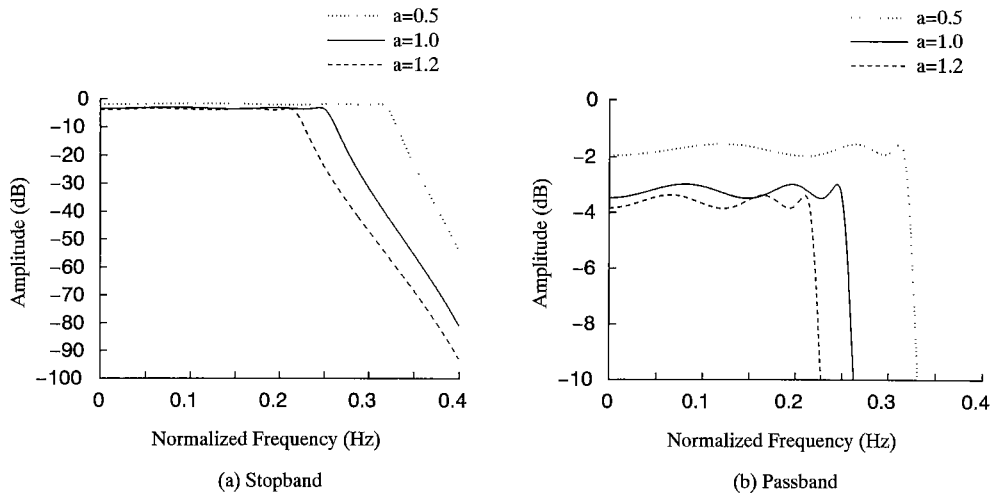 a=0.5
a=1.0
a=1.2
0
−10
−20
−30
−40
−50
−60
−70
−80
−90
−100
Amplitude (dB)
0
0.1
0.2
0.3
0.4
Normalized Frequency (Hz)
(a) Stopband
a=0.5
a=1.0
a=1.2
0
−2
−4
−6
−8
−10
Amplitude (dB)
0
0.1
0.2
0.3
0.4
Normalized Frequency (Hz)
(b) Passband